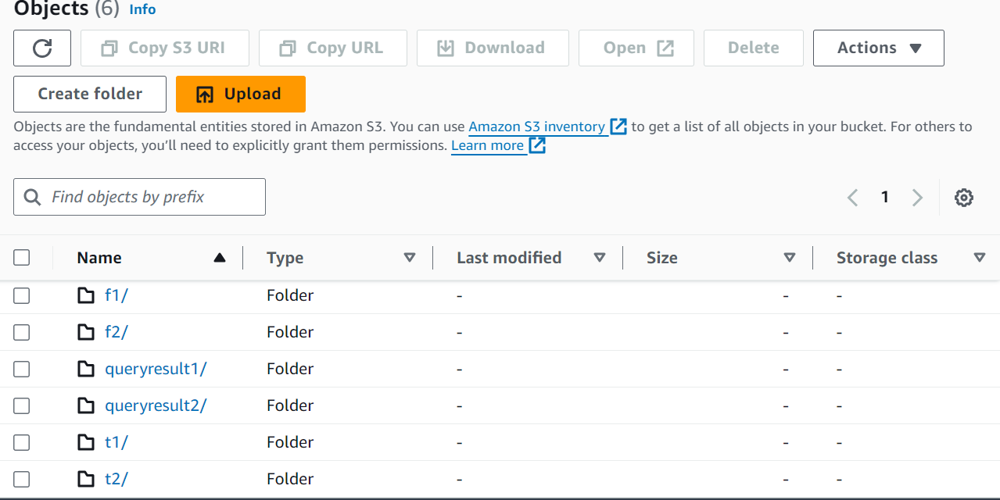 Objects (6) Info
Copy S3 URI Copy URL Download Open Delete Actions
Create folder Upload
Objects are the fundamental entities stored in Amazon S3. You can use Amazon S3 inventory to get a list of all objects in your bucket. For others to
access your objects, you’ll need to explicitly grant them permissions. Learn more
Find objects by prefix 1
Name Type Last modified Size Storage class
f1/ Folder - - -
f2/ Folder - - -
queryresult1/ Folder - - -
queryresult2/ Folder - - -
t1/ Folder - - -
t2/ Folder - - -